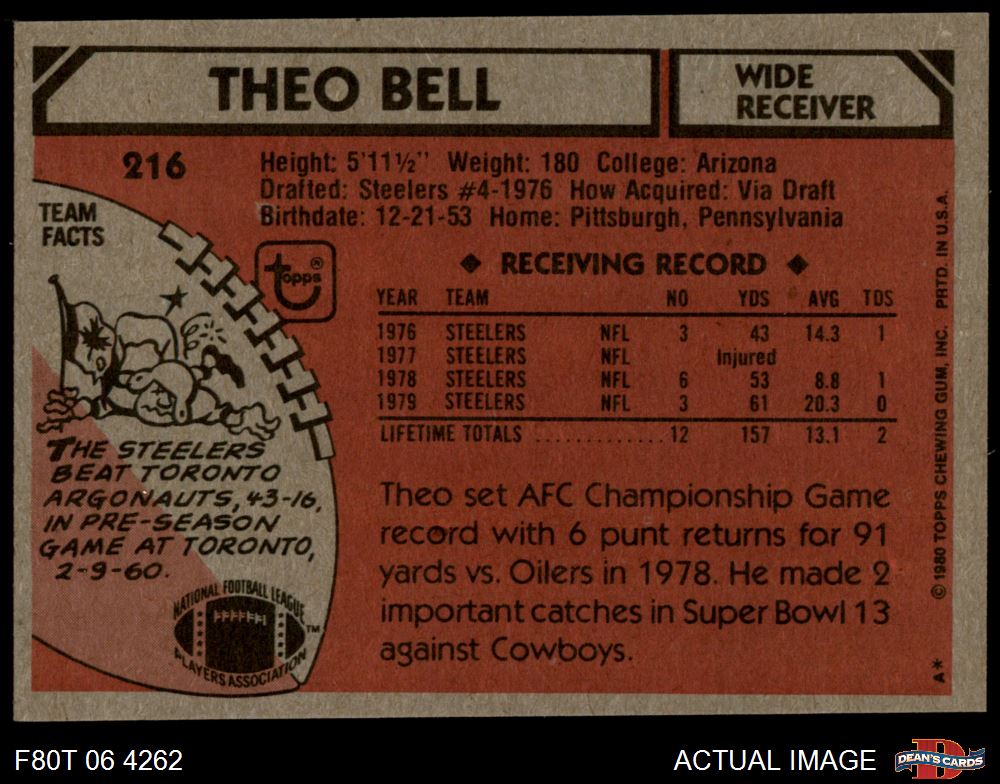 THEO BELL
WIDE
RECEIVER
216
Height: 5'11½" Weight: 180 College: Arizona
Drafted: Steelers #4-1976 How Acquired: Via Draft
Birthdate: 12-21-53 Home: Pittsburgh, Pennsylvania
TEAM
FACTS
topps®
◆ RECEIVING RECORD ◆
YEAR TEAM NO YDS AVG TDS
1976 STEELERS NFL 3 43 14.3 1
1977 STEELERS NFL Injured
1978 STEELERS NFL 6 53 8.8 1
1979 STEELERS NFL 3 61 20.3 0
LIFETIME TOTALS ............. 12 157 13.1 2
THE STEELERS
BEAT TORONTO
ARGONAUTS, 43-16,
IN PRE-SEASON
GAME AT TORONTO,
2-9-60.
NATIONAL FOOTBALL LEAGUE
PLAYERS ASSOCIATION
TM
Theo set AFC Championship Game
record with 6 punt returns for 91
yards vs. Oilers in 1978. He made 2
important catches in Super Bowl 13
against Cowboys.
A* © 1980 TOPPS CHEWING GUM, INC. PRTD. IN U.S.A.
F80T 06 4262
ACTUAL IMAGE
D
DEAN'S CARDS